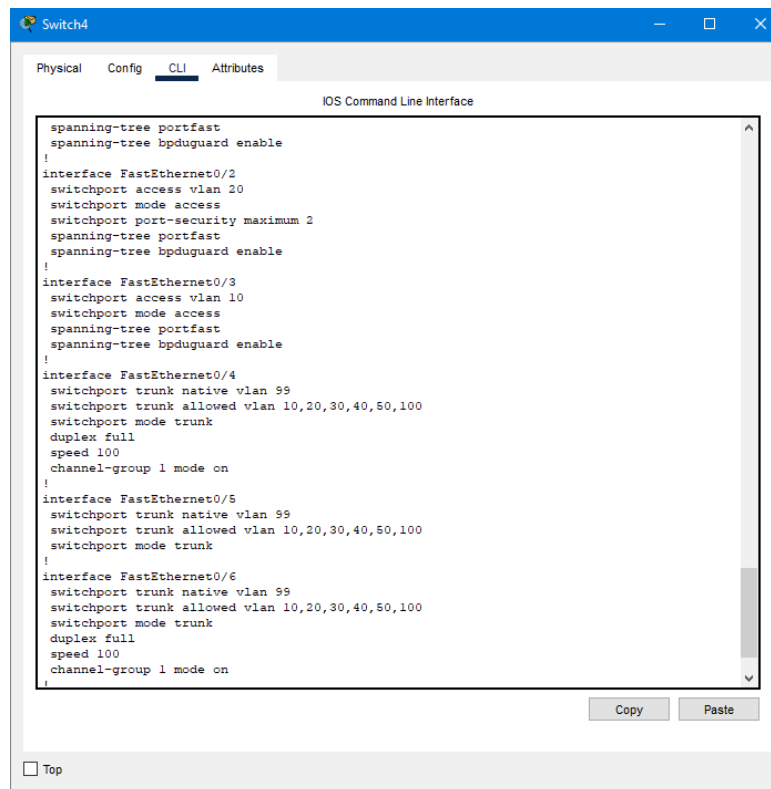 Switch4
Physical Config CLI Attributes
IOS Command Line Interface
spanning-tree portfast
spanning-tree bpduguard enable
!
interface FastEthernet0/2
switchport access vlan 20
switchport mode access
switchport port-security maximum 2
spanning-tree portfast
spanning-tree bpduguard enable
!
interface FastEthernet0/3
switchport access vlan 10
switchport mode access
spanning-tree portfast
spanning-tree bpduguard enable
!
interface FastEthernet0/4
switchport trunk native vlan 99
switchport trunk allowed vlan 10,20,30,40,50,100
switchport mode trunk
duplex full
speed 100
channel-group 1 mode on
!
interface FastEthernet0/5
switchport trunk native vlan 99
switchport trunk allowed vlan 10,20,30,40,50,100
switchport mode trunk
!
interface FastEthernet0/6
switchport trunk native vlan 99
switchport trunk allowed vlan 10,20,30,40,50,100
switchport mode trunk
duplex full
speed 100
channel-group 1 mode on
!
Copy Paste
Top